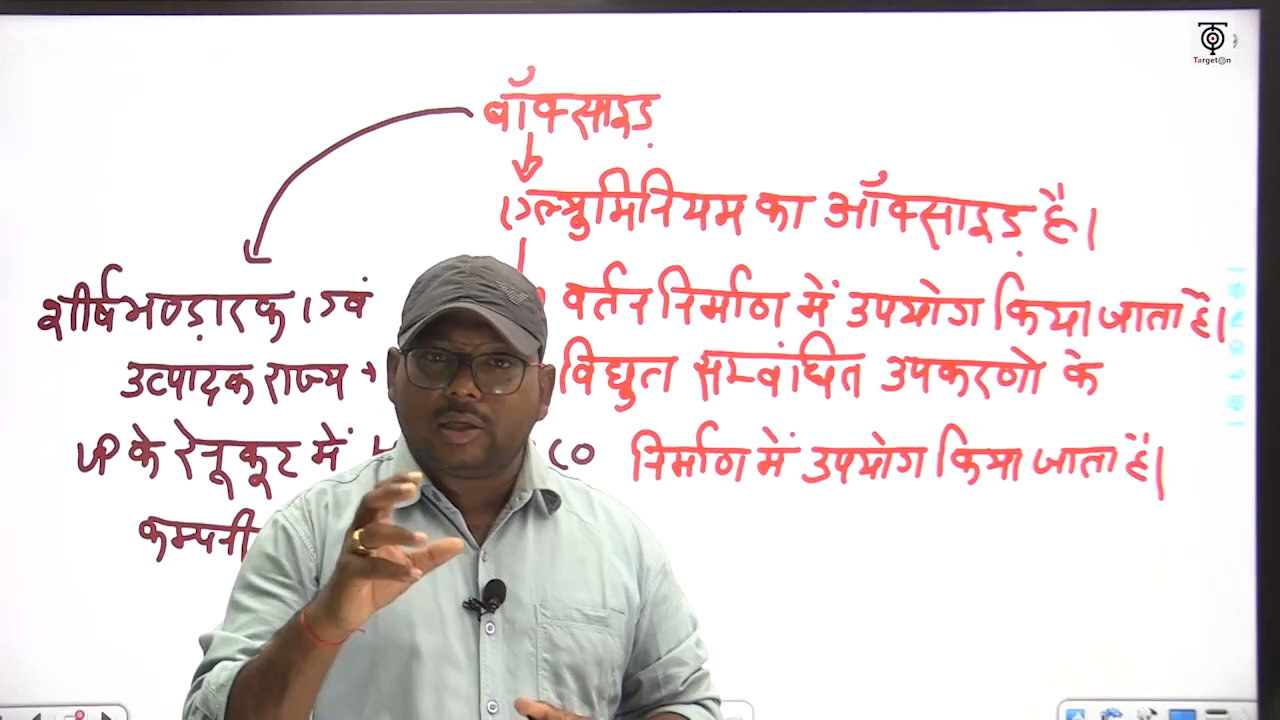 Target@n
बॉक्साइड़
एल्युमिनियम का ऑक्साइड़ है।
बर्तन निर्माण में उपयोग किया जाता है।
विद्युत सम्बंधित उपकरणो के
निर्माण में उपयोग किया जाता है।
शीर्ष भण्ड़ारक एवं
उत्पादक राज्य
UP के रेनूकूट में
CO
कम्पनी